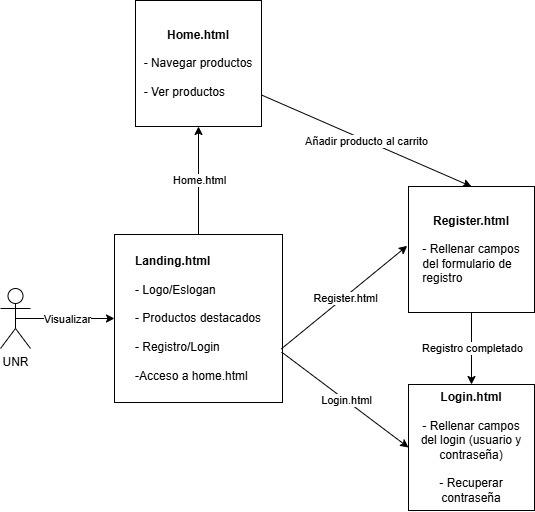 Home.html
- Navegar productos
- Ver productos
Añadir producto al carrito
Home.html
Register.html
- Rellenar campos
del formulario de
registro
Landing.html
- Logo/Eslogan
- Productos destacados
- Registro/Login
-Acceso a home.html
Register.html
Visualizar
UNR
Registro completado
Login.html
Login.html
- Rellenar campos
del login (usuario y
contraseña)
- Recuperar
contraseña